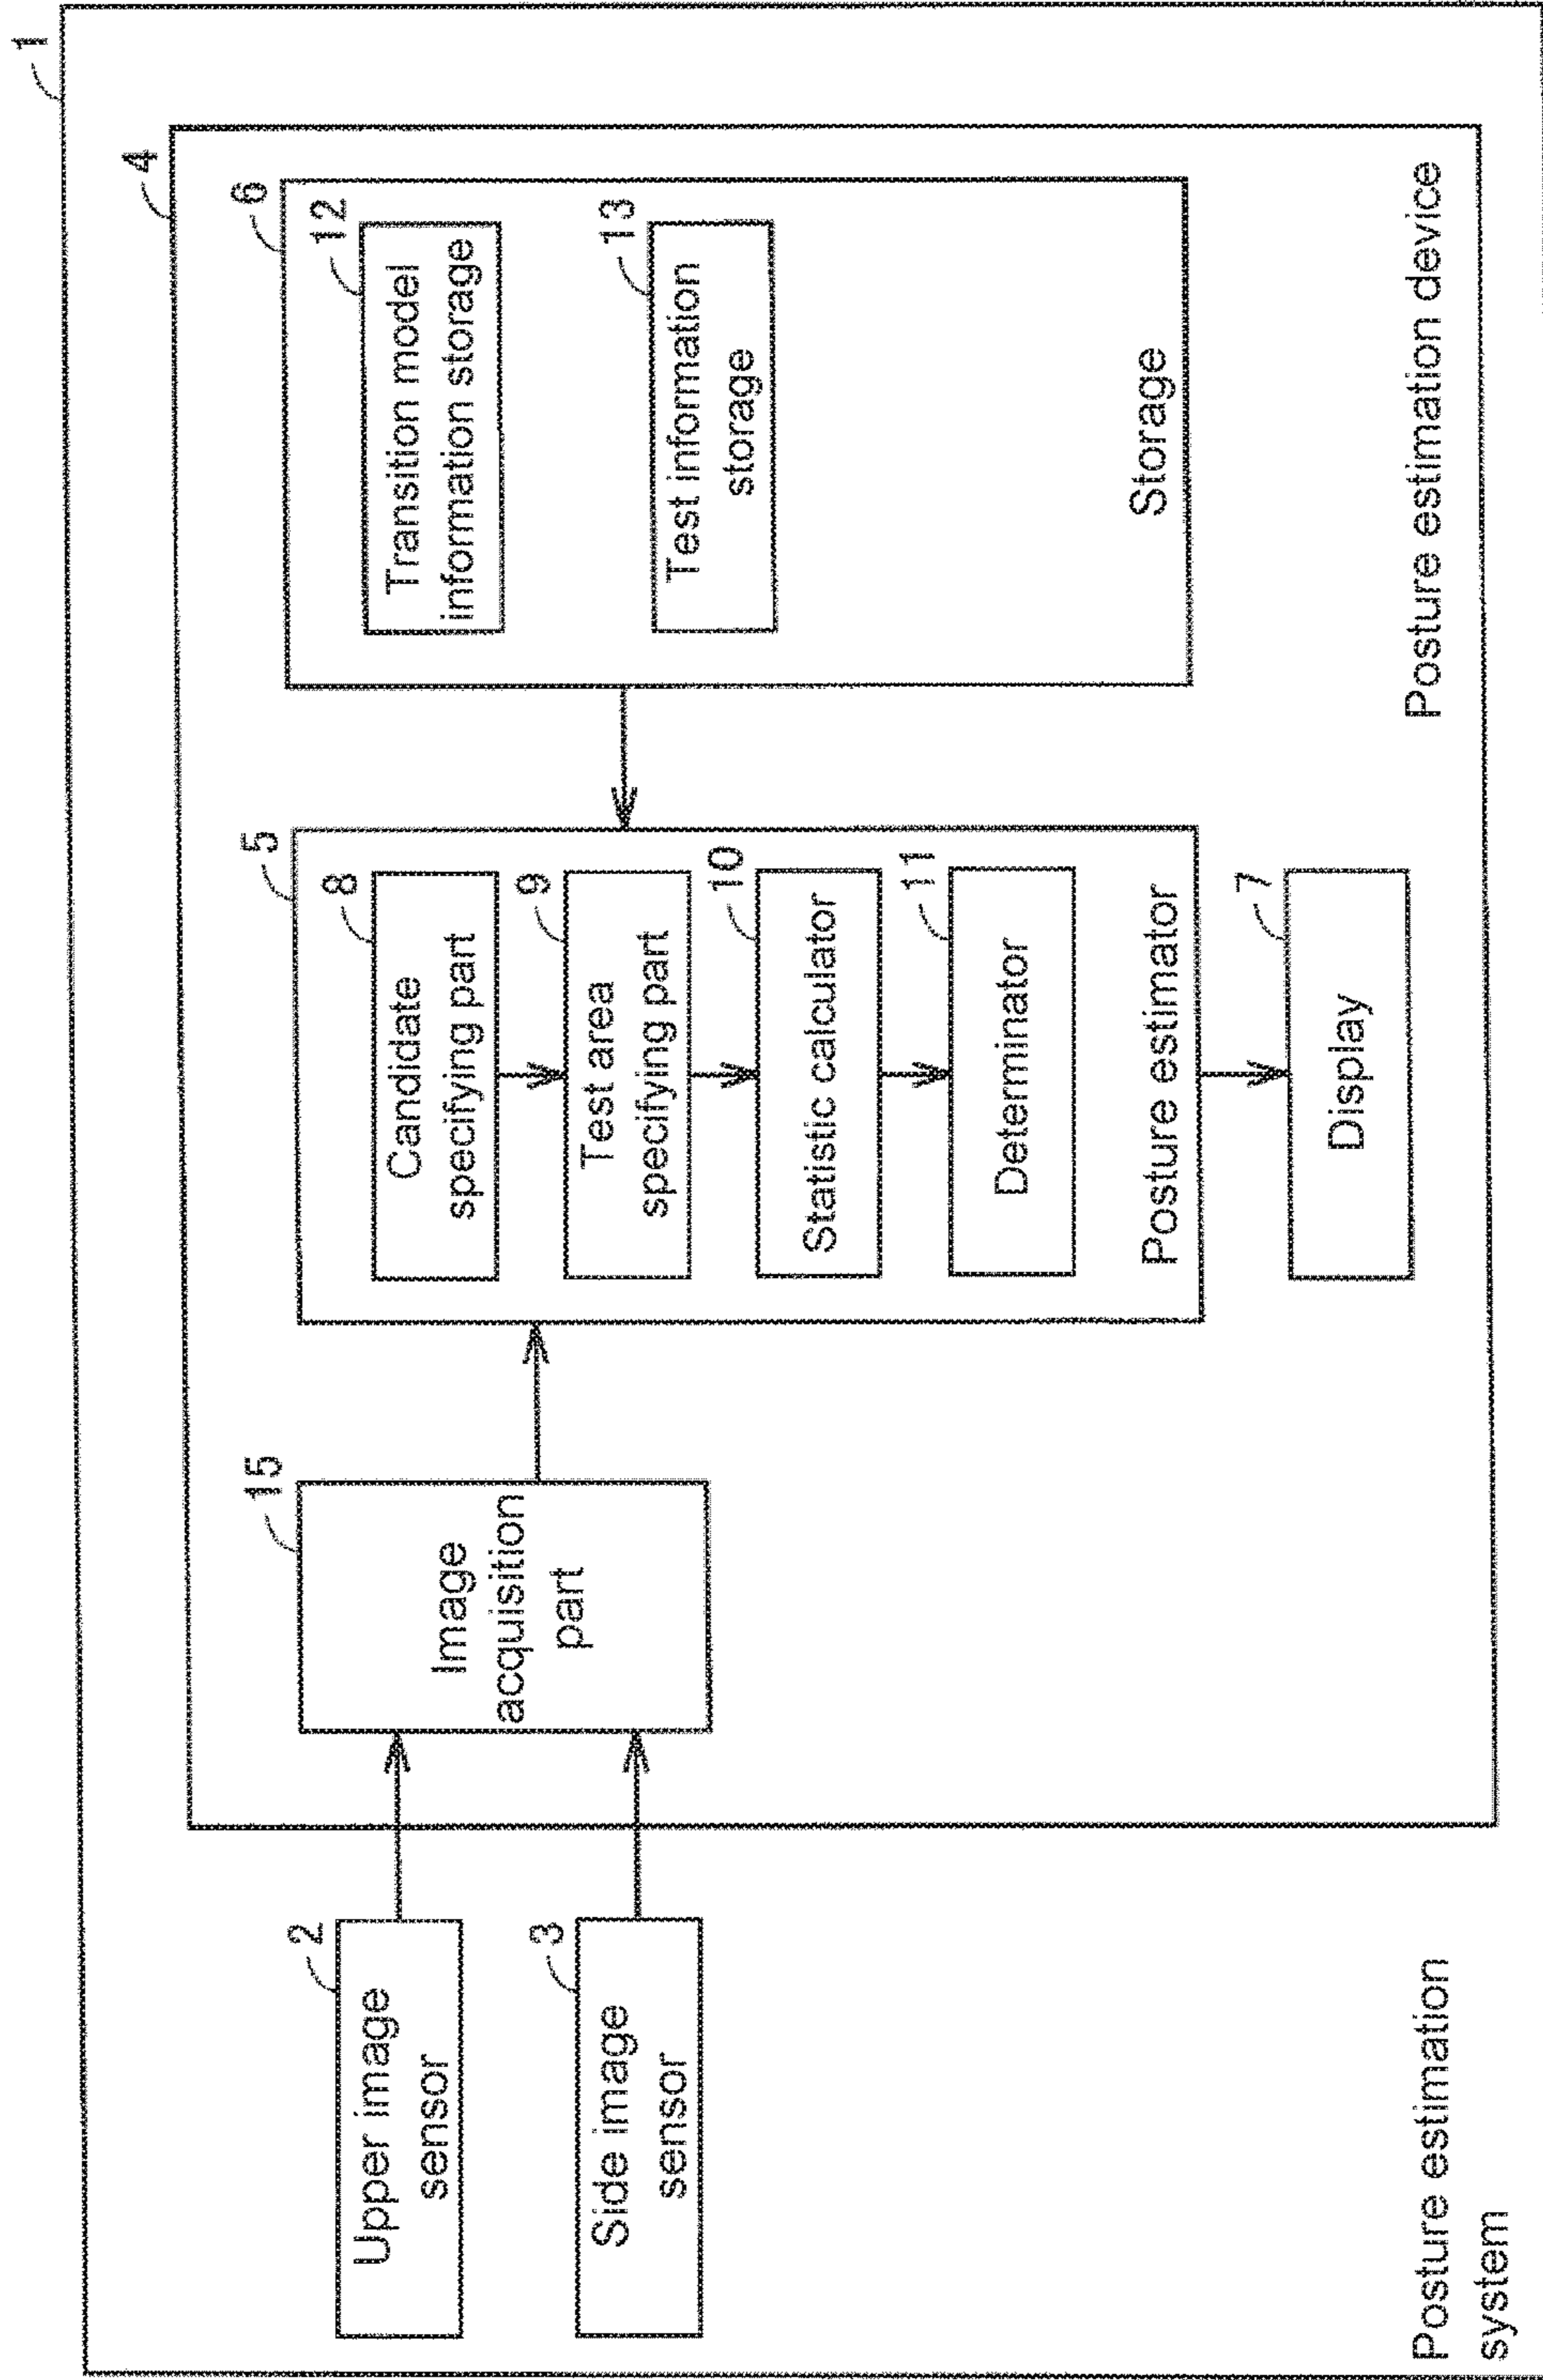 1
4
6
12
Transition model
information storage
13
Test information
storage
Storage
5
8
Candidate
specifying part
9
Test area
specifying part
10
Statistic calculator
11
Determinator
Posture estimator
7
Display
15
Image
acquisition
part
2
Upper image
sensor
3
Side image
sensor
Posture estimation device
Posture estimation
system